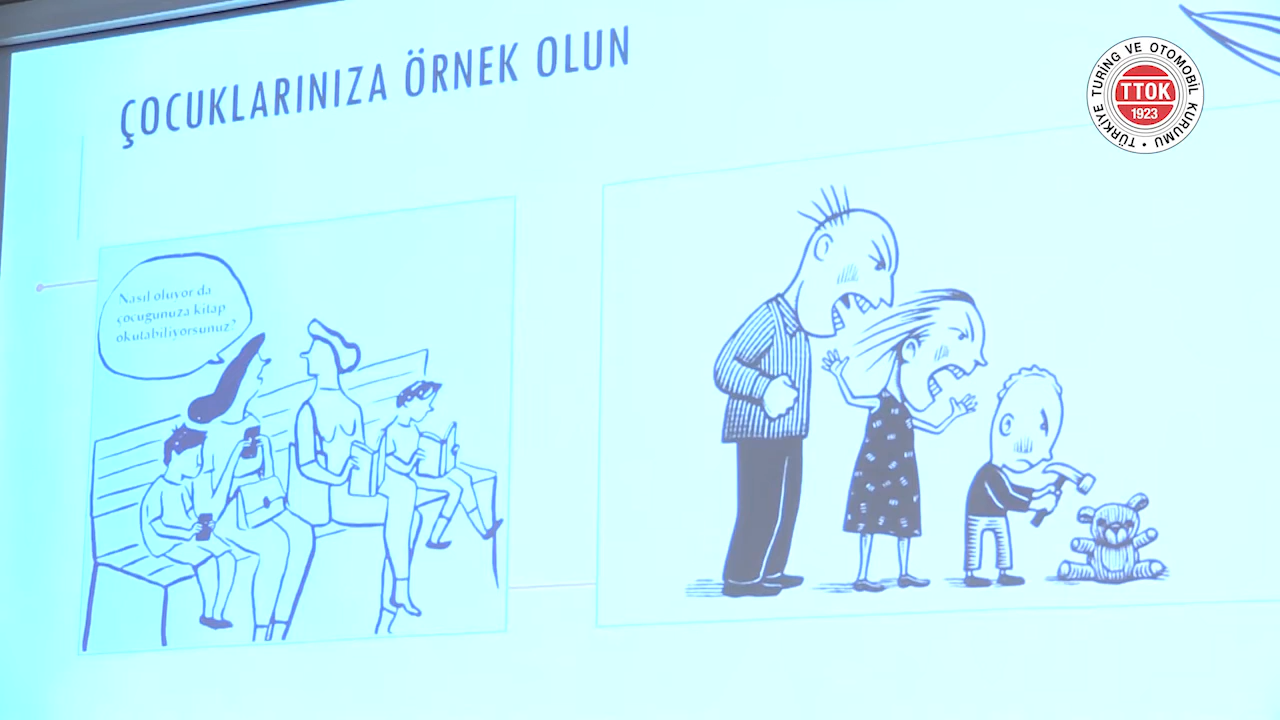 ÇOCUKLARINIZA ÖRNEK OLUN
TÜRKİYE TURİNG VE OTOMOBİL KURUMU •
TTOK
1923
Nasıl oluyor da
çocuğunuza kitap
okutabiliyorsunuz?